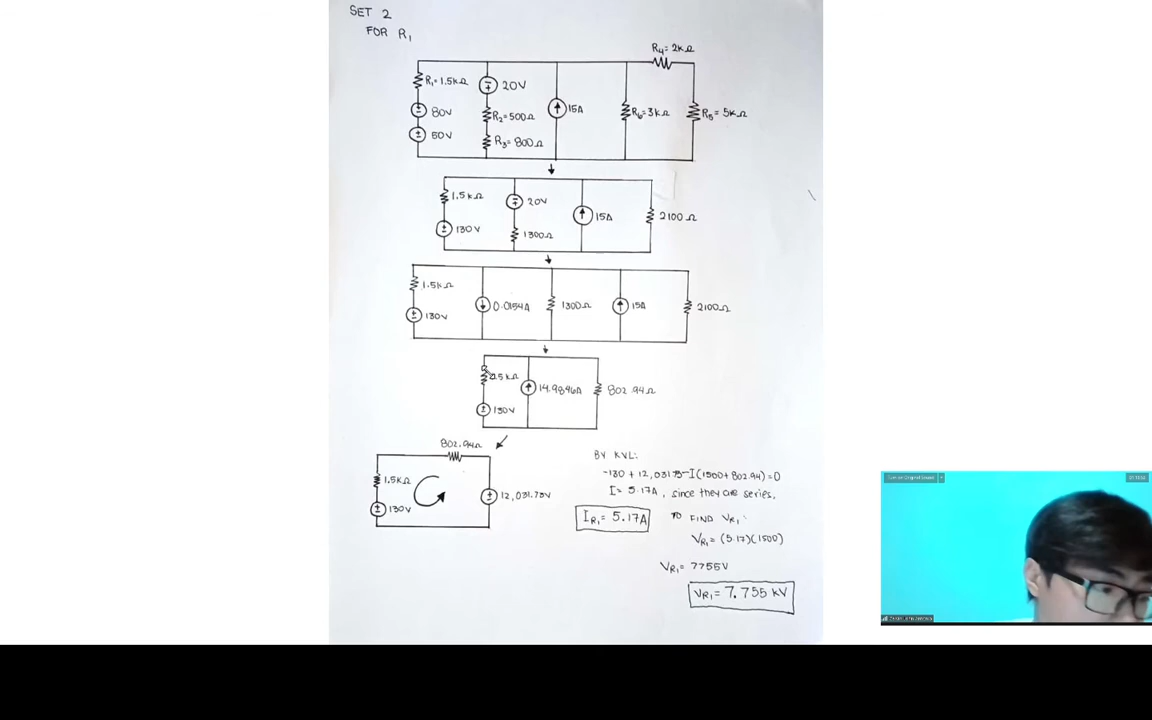 SET 2
FOR R1
R4= 2kΩ
R1= 1.5kΩ
20V
80V
R2= 500Ω
15A
R6= 3kΩ
R5= 5kΩ
50V
R3= 800Ω
1.5kΩ
20V
15A
2100Ω
130V
1300Ω
1.5kΩ
0.0154A
1300Ω
15A
2100Ω
130V
.5kΩ
14.9846A
802.94Ω
130V
802.94Ω
1.5kΩ
12,031.73V
130V
BY KVL:
-130 + 12,031.73-I(1500+802.94)=0
I= 5.17A, since they are series,
IR1= 5.17A
TO FIND VR1:
VR1= (5.17)(1500)
VR1= 7755V
VR1= 7.755 kV